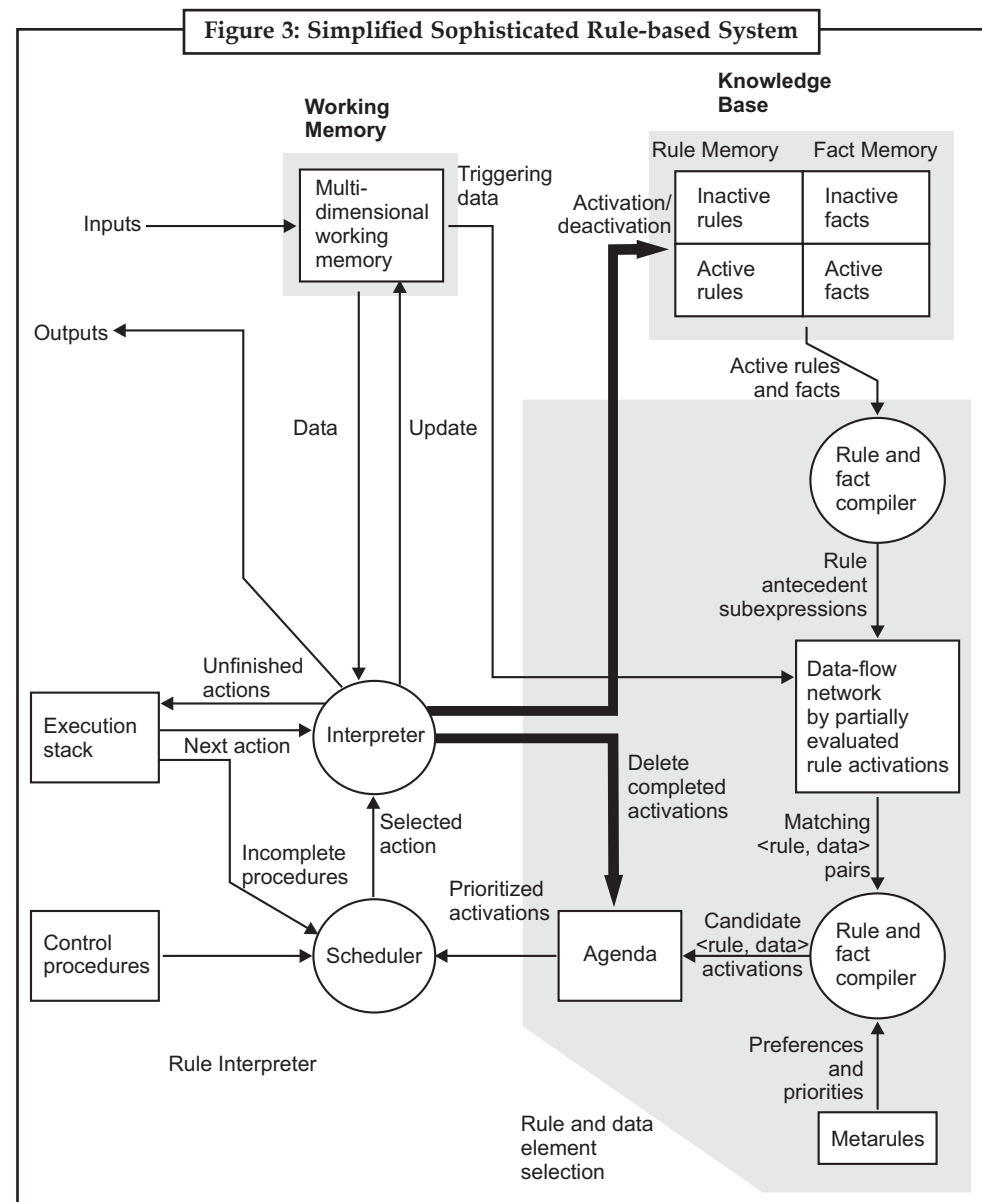 Figure 3: Simplified Sophisticated Rule-based System
Working
Memory
Knowledge
Base
Rule Memory
Fact Memory
Inputs
Multi-
dimensional
working
memory
Triggering
data
Activation/
deactivation
Inactive
rules
Inactive
facts
Active
rules
Active
facts
Outputs
Data
Update
Active rules
and facts
Rule and
fact
compiler
Rule
antecedent
subexpressions
Unfinished
actions
Execution
stack
Next action
Interpreter
Data-flow
network
by partially
evaluated
rule activations
Delete
completed
activations
Selected
action
Incomplete
procedures
Matching
<rule, data>
pairs
Prioritized
activations
Control
procedures
Scheduler
Agenda
Candidate
<rule, data>
activations
Rule and
fact
compiler
Rule Interpreter
Preferences
and
priorities
Rule and data
element
selection
Metarules